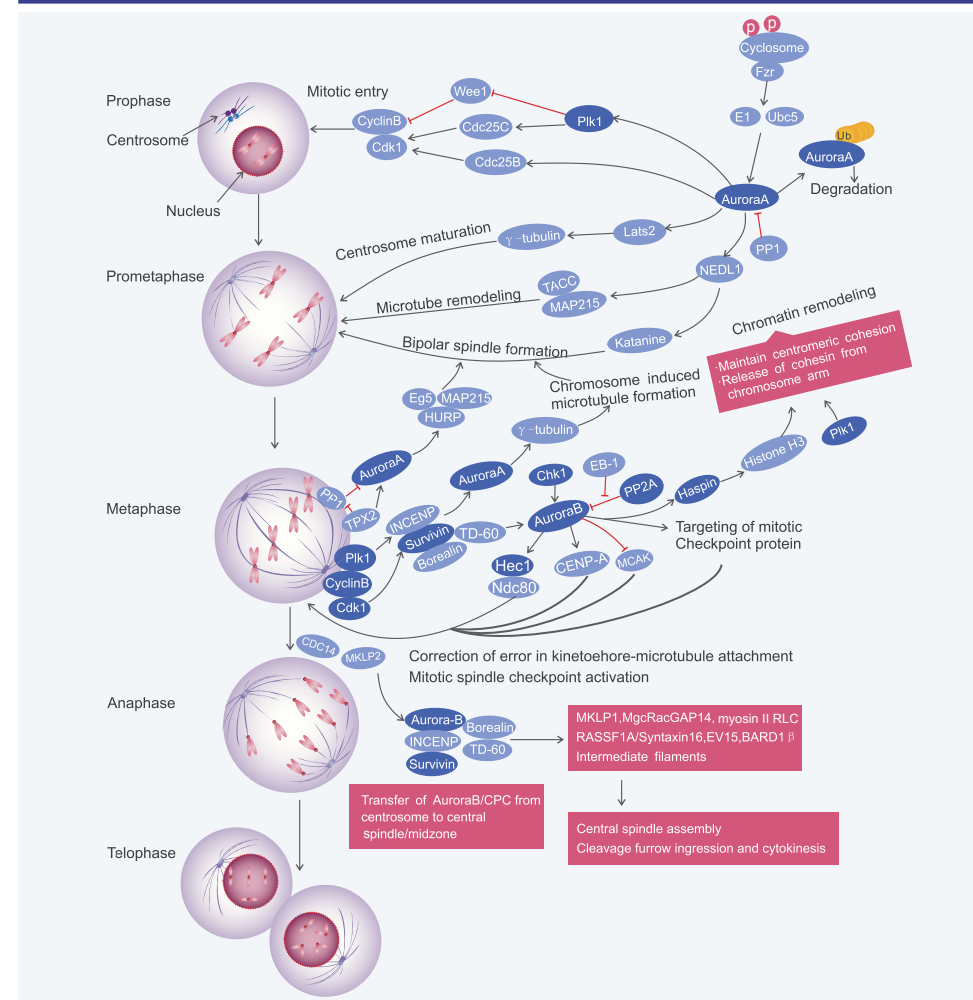 p p
Cyclosome
Fzr
E1 Ubc5
Ub
AuroraA
Degradation
AuroraA
PP1
Prophase
Centrosome
Nucleus
Mitotic entry
CyclinB
Cdk1
Wee1
Cdc25C
Cdc25B
Plk1
Prometaphase
Centrosome maturation
γ-tubulin
Lats2
NEDL1
Microtube remodeling
TACC
MAP215
Bipolar spindle formation
Katanine
Chromatin remodeling
·Maintain centromeric cohesion
·Release of cohesin from
chromosome arm
Chromosome induced
microtubule formation
Eg5 MAP215
HURP
γ-tubulin
Histone H3
Plk1
Metaphase
PP1
TPX2
AuroraA
Plk1
CyclinB
Cdk1
INCENP
Survivin
Borealin
TD-60
AuroraA
Chk1
EB-1
PP2A
AuroraB
Haspin
Targeting of mitotic
Checkpoint protein
Hec1
Ndc80
CENP-A
MCAK
CDC14
MKLP2
Correction of error in kinetoehore-microtubule attachment
Mitotic spindle checkpoint activation
Anaphase
Aurora-B
Borealin
INCENP
TD-60
Survivin
MKLP1,MgcRacGAP14, myosin II RLC
RASSF1A/Syntaxin16,EV15,BARD1 β
Intermediate filaments
Transfer of AuroraB/CPC from
centrosome to central
spindle/midzone
Central spindle assembly
Cleavage furrow ingression and cytokinesis
Telophase